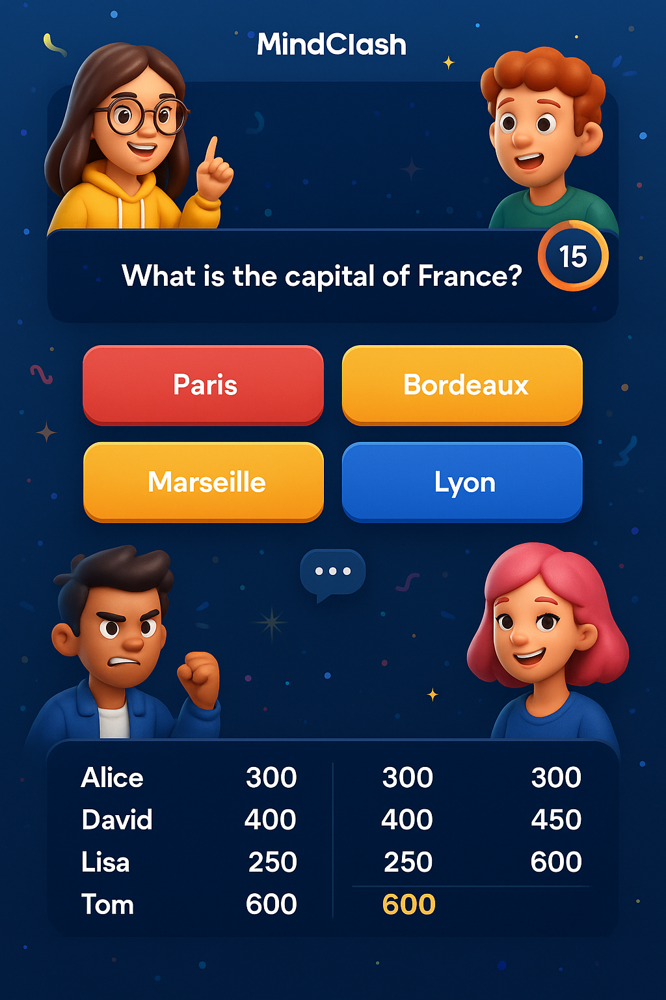 MindClash
What is the capital of France?
15
Paris
Bordeaux
Marseille
Lyon
Alice 300 300 300
David 400 400 450
Lisa 250 250 600
Tom 600 600